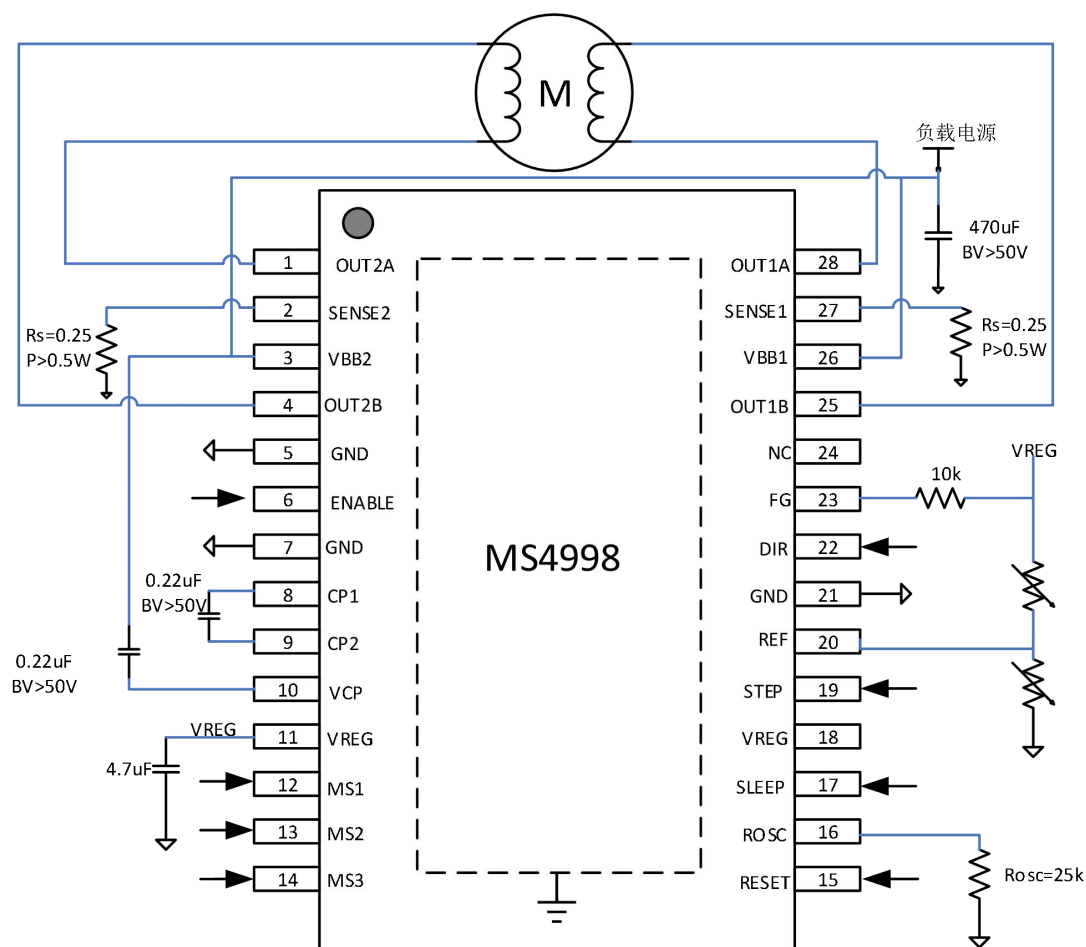 M
负载电源
470uF
BV>50V
1
OUT2A
OUT1A
28
2
SENSE2
SENSE1
27
Rs=0.25
P>0.5W
Rs=0.25
P>0.5W
3
VBB2
VBB1
26
4
OUT2B
OUT1B
25
5
GND
NC
24
VREG
6
ENABLE
FG
23
10k
7
GND
MS4998
DIR
22
0.22uF
BV>50V
8
CP1
GND
21
9
CP2
REF
20
0.22uF
BV>50V
10
VCP
STEP
19
VREG
11
VREG
VREG
18
4.7uF
12
MS1
SLEEP
17
13
MS2
ROSC
16
14
MS3
RESET
15
Rosc=25k